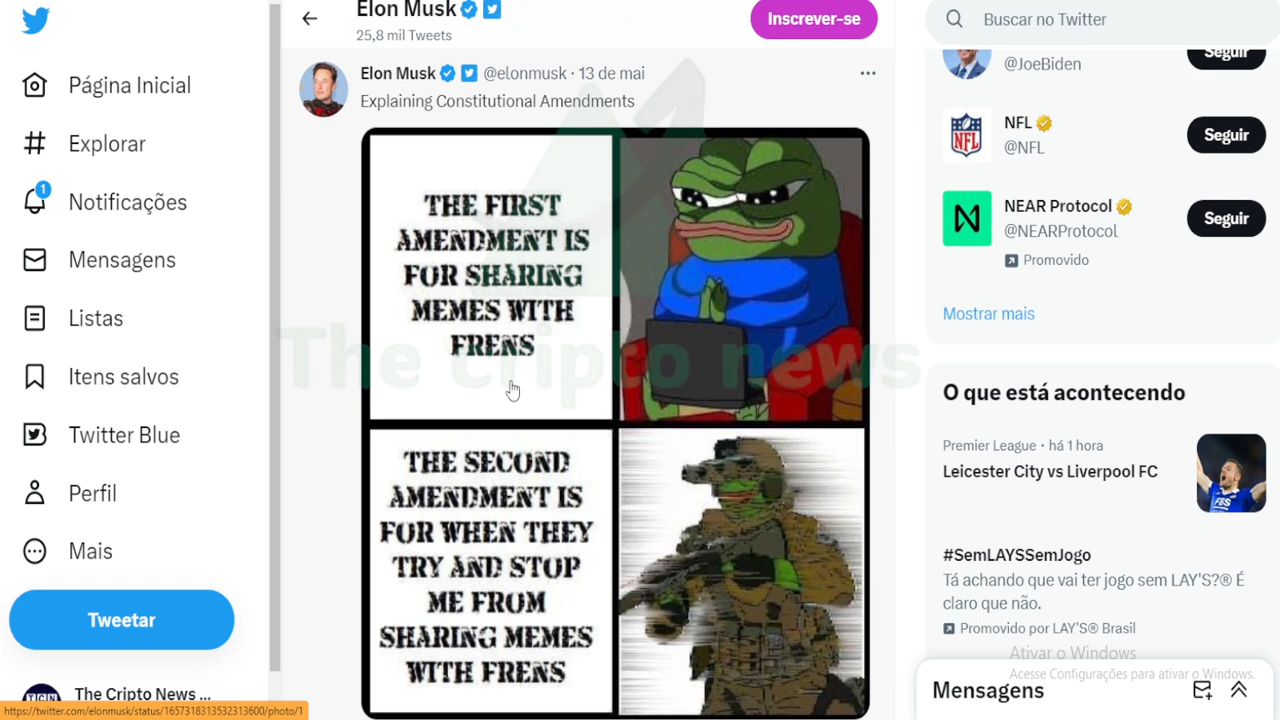 Elon Musk
25,8 mil Tweets
Inscrever-se
Buscar no Twitter
Página Inicial
Explorar
1
Notificações
Mensagens
Listas
Itens salvos
Twitter Blue
Perfil
Mais
Tweetar
The Cripto News ...
https://twitter.com/elonmusk/status/1657318313532313600/photo/1
Elon Musk @elonmusk · 13 de mai
Explaining Constitutional Amendments
THE FIRST
AMENDMENT IS
FOR SHARING
MEMES WITH
FRENS
THE SECOND
AMENDMENT IS
FOR WHEN THEY
TRY AND STOP
ME FROM
SHARING MEMES
WITH FRENS
The cripto news
@JoeBiden
Seguir
NFL
@NFL
Seguir
NEAR Protocol
@NEARProtocol
Seguir
Promovido
Mostrar mais
O que está acontecendo
Premier League · há 1 hora
Leicester City vs Liverpool FC
#SemLAYSSemJogo
Tá achando que vai ter jogo sem LAY'S?® É
claro que não.
Promovido por LAY'S® Brasil
Ativar o Windows
Acesse Configurações para ativar o Windows.
Mensagens